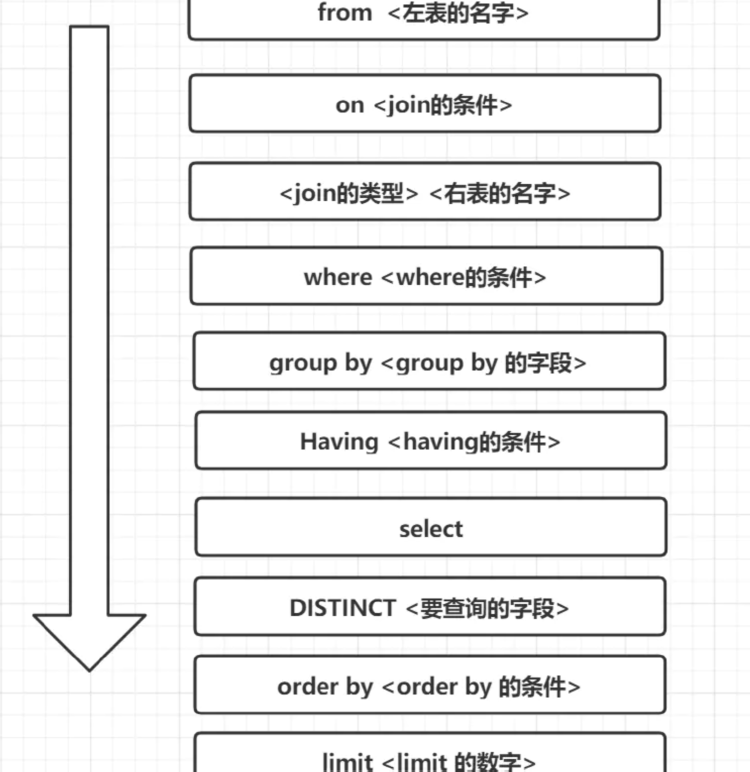 from <左表的名字>
on <join的条件>
<join的类型> <右表的名字>
where <where的条件>
group by <group by 的字段>
Having <having的条件>
select
DISTINCT <要查询的字段>
order by <order by 的条件>
limit <limit 的数字>